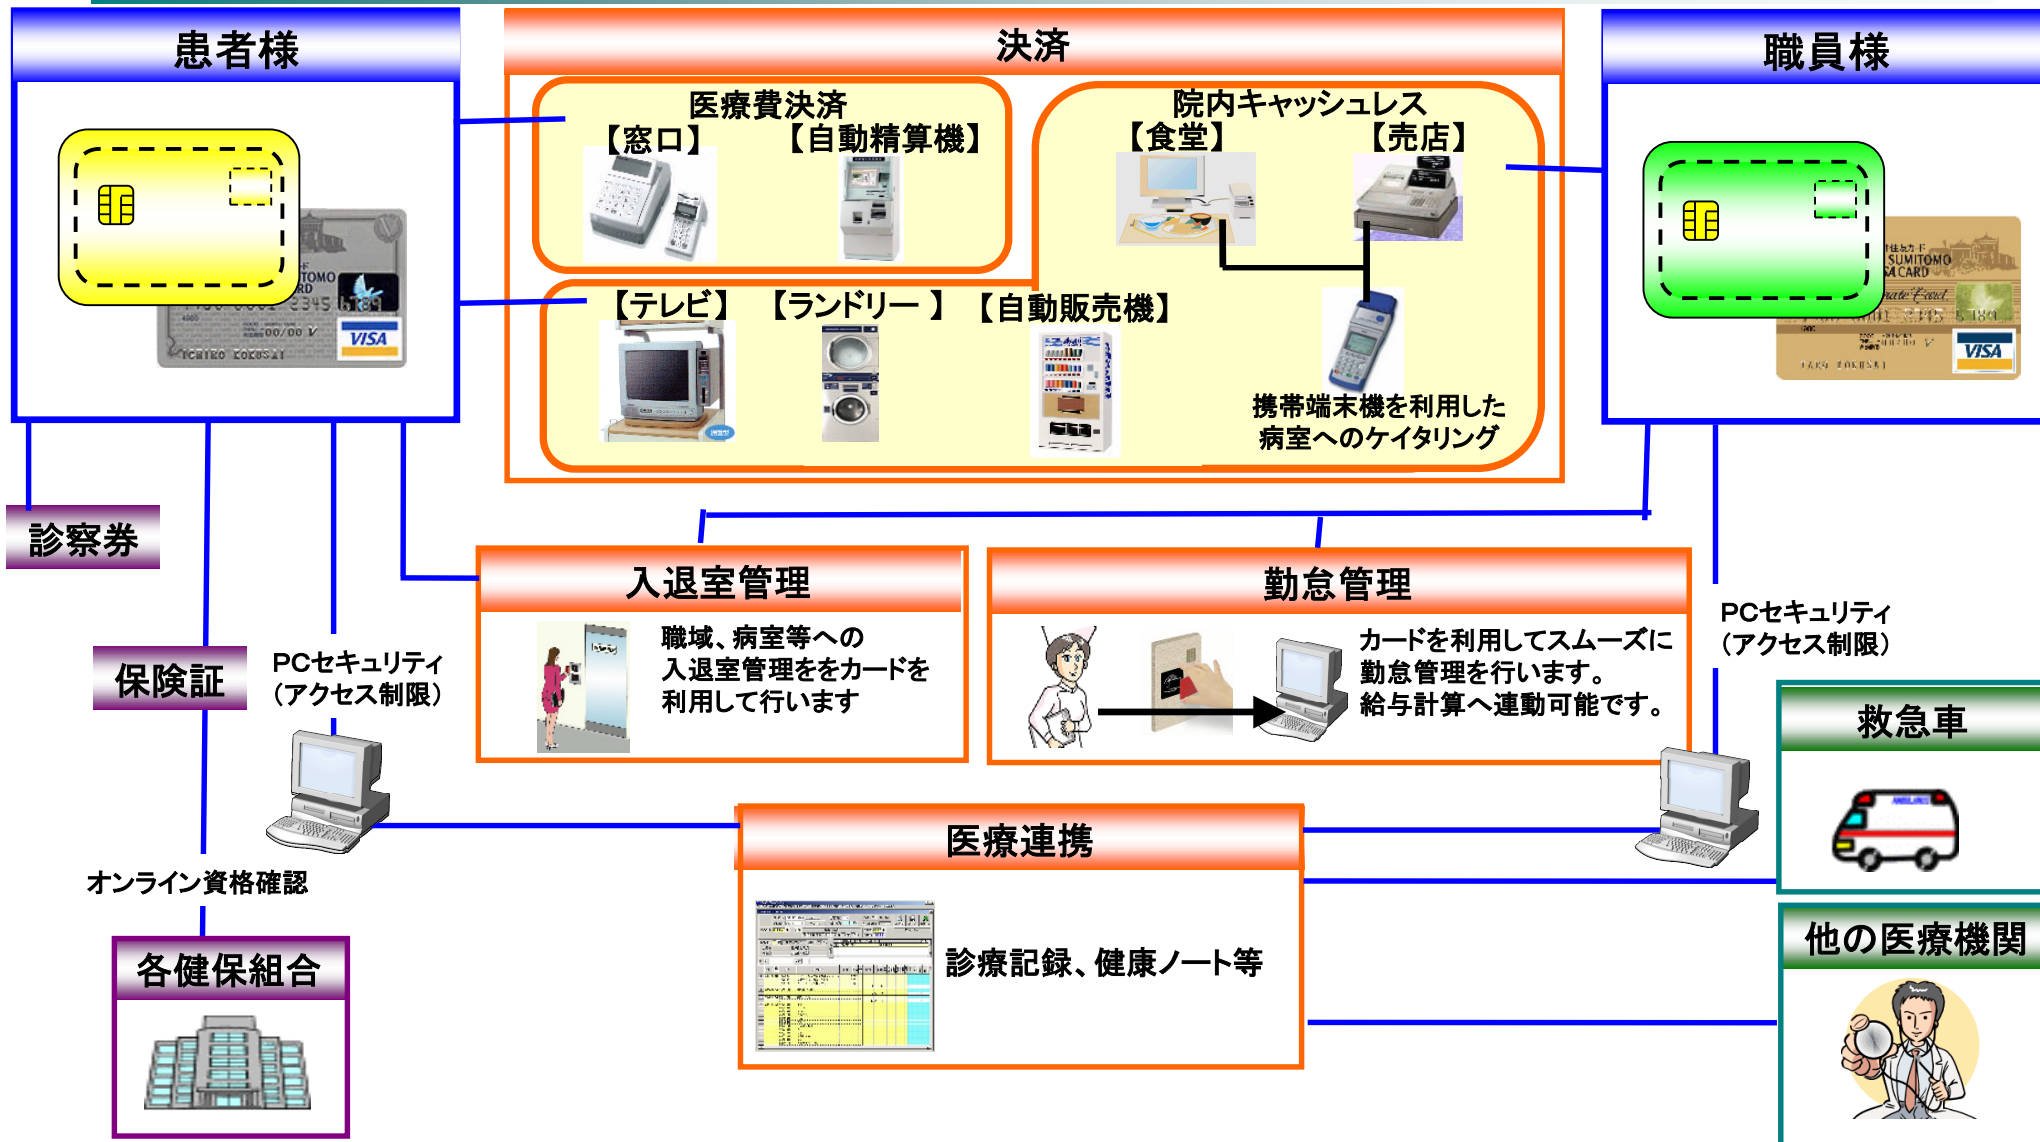 患者様
決済
職員様
医療費決済
【窓口】
【自動精算機】
院内キャッシュレス
【食堂】
【売店】
【テレビ】
【ランドリー 】
【自動販売機】
携帯端末機を利用した
病室へのケイタリング
VISA
ICHIRO KOKUSAI
00/00 V
SUMITOMO
VISA
診察券
保険証
PCセキュリティ
（アクセス制限）
オンライン資格確認
各健保組合
入退室管理
職域、病室等への
入退室管理ををカードを
利用して行います
勤怠管理
カードを利用してスムーズに
勤怠管理を行います。
給与計算へ連動可能です。
PCセキュリティ
（アクセス制限）
医療連携
診療記録、健康ノート等
救急車
AMBULANCE
他の医療機関